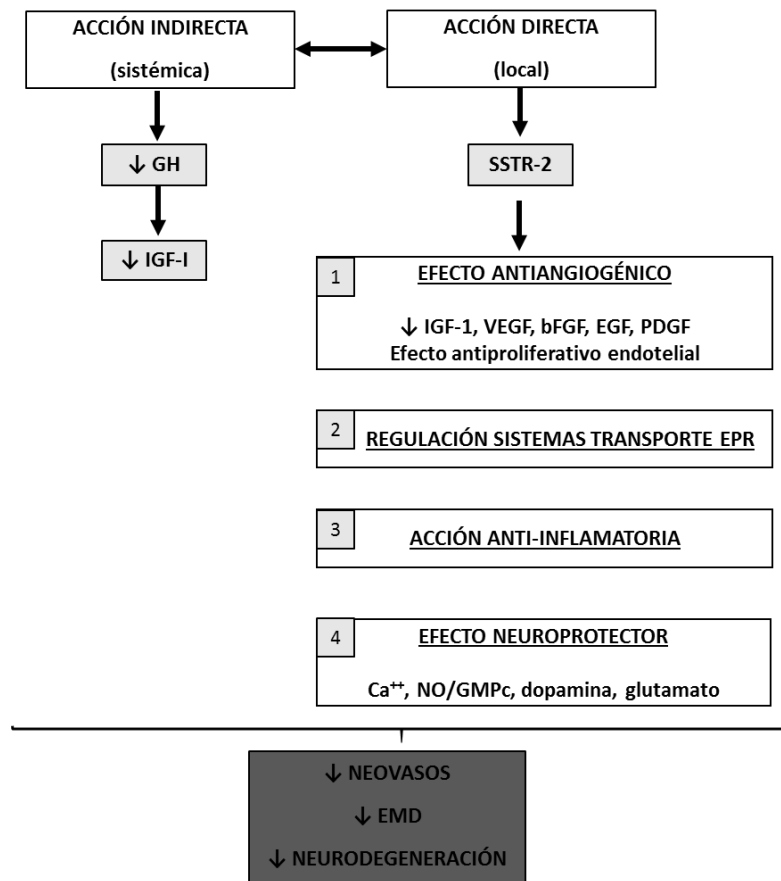 ACCIÓN INDIRECTA
(sistémica)
ACCIÓN DIRECTA
(local)
↓ GH
SSTR-2
↓ IGF-I
1
EFECTO ANTIANGIOGÉNICO
↓ IGF-1, VEGF, bFGF, EGF, PDGF
Efecto antiproliferativo endotelial
2
REGULACIÓN SISTEMAS TRANSPORTE EPR
3
ACCIÓN ANTI-INFLAMATORIA
4
EFECTO NEUROPROTECTOR
Ca⁺⁺, NO/GMPc, dopamina, glutamato
↓ NEOVASOS
↓ EMD
↓ NEURODEGENERACIÓN